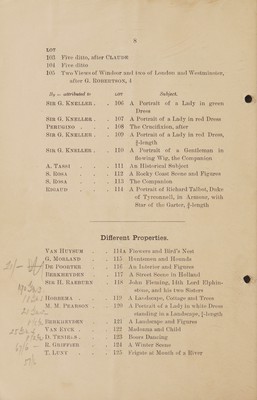 8
LOT
103 Five ditto, after CLAUDE
104 Five ditto
105 Two Views of Windsor and two of London and Westminster,
after G. ROBERTSON, 4
By or attributed to LOT Subject.
SIR G. KNELLER . . 106 A Portrait of a Lady in green
Dress
SIR G. KNELLER . . 107 A Portrait of a Lady in red Dress
PERUGINO . . 108 The Crucifixion, after
SIR G. KNELLER . . 109 A Portrait of a Lady in red Dress,
¾-length
SIR G. KNELLER . . 110 A Portrait of a Gentleman in
flowing Wig, the Companion
A. TASSI . . . 111 An Historical Subject
S. ROSA . . . 112 A Rocky Coast Scene and Figures
S. ROSA . . . 113 The Companion
RIGAUD . . . 114 A Portrait of Richard Talbot, Duke
of Tyrconnell, in Armour, with
Star of the Garter, ¾-length
Different Properties.
VAN HUYSUM . 114A Flowers and Bird's Nest
G. MORLAND . . 115 Huntsmen and Hounds
DE POORTER . . 116 An Interior and Figures
BERKHEYDEN . . 117 A Street Scene in Holland
SIR H. RAEBURN . 118 John Fleming, 14th Lord Elphin-
stone, and his two Sisters
HOBBEMA . . . 119 A Landscape, Cottage and Trees
M. M. PEARSON . . 120 A Portrait of a Lady in white Dress
standing in a Landscape, ¾-length
BERKHEYDEN . . 121 A Landscape and Figures
VAN EYCK . . . 122 Madonna and Child
D. TENIERS . . 123 Boors Dancing
E. GRIFFIER . . 124 A Winter Scene
T. LUNY . . . 125 Frigate at Mouth of a River